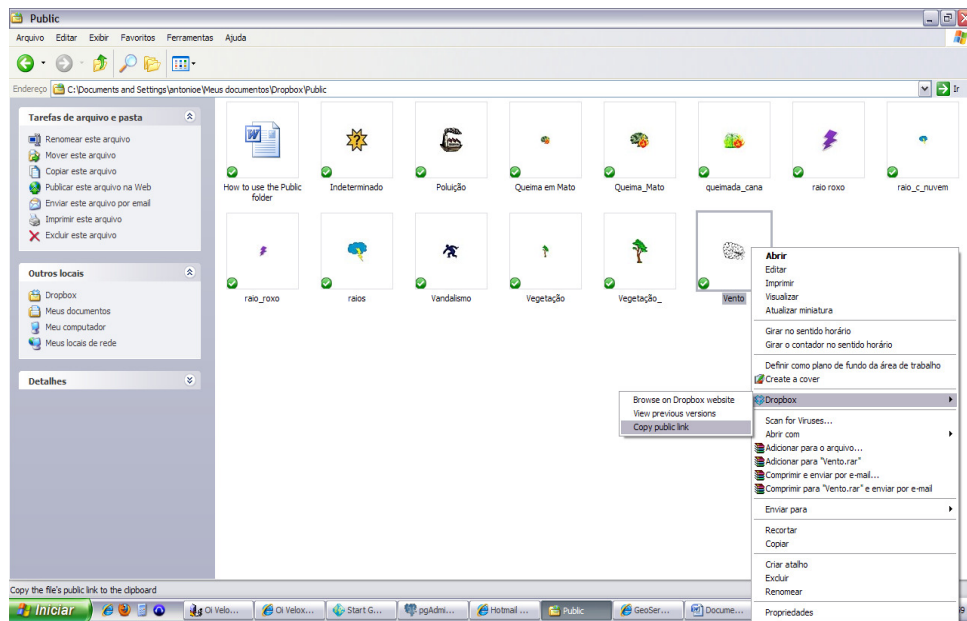 Public
Arquivo Editar Exibir Favoritos Ferramentas Ajuda
Endereço C:\Documents and Settings\antonioe\Meus documentos\Dropbox\Public Ir
Tarefas de arquivo e pasta
Renomear este arquivo
Mover este arquivo
Copiar este arquivo
Publicar este arquivo na Web
Enviar este arquivo por email
Imprimir este arquivo
Excluir este arquivo
Outros locais
Dropbox
Meus documentos
Meu computador
Meus locais de rede
Detalhes
How to use the Public folder
Indeterminado
Poluição
Queima em Mato
Queima_Mato
queimada_cana
raio roxo
raio_c_nuvem
raio_roxo
raios
Vandalismo
Vegetação
Vegetação_
Vento
Abrir
Editar
Imprimir
Visualizar
Atualizar miniatura
Girar no sentido horário
Girar o contador no sentido horário
Definir como plano de fundo da área de trabalho
Create a cover
Dropbox
Browse on Dropbox website
View previous versions
Copy public link
Scan for Viruses...
Abrir com
Adicionar para o arquivo...
Adicionar para "Vento.rar"
Comprimir e enviar por e-mail...
Comprimir para "Vento.rar" e enviar por e-mail
Enviar para
Recortar
Copiar
Criar atalho
Excluir
Renomear
Propriedades
Copy the file's public link to the clipboard
Iniciar
Oi Velo... Oi Velox... Start G... pgAdmi... Hotmail ... Public GeoSer... Docume...